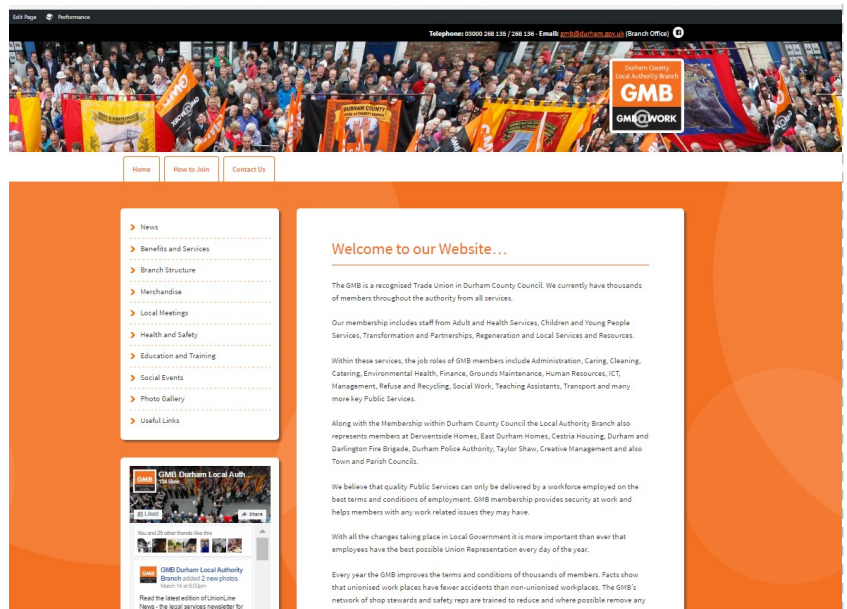 Edit Page Performance
Telephone: 03000 268 135 / 268 136 - Email: gmb@durham.gov.uk (Branch Office)
Durham County
Local Authority Branch
GMB
GMB@WORK
DURHAM COUNTY
LOCAL AUTHORITY BRANCH
GMB
Home
How to Join
Contact Us
News
Benefits and Services
Branch Structure
Merchandise
Local Meetings
Health and Safety
Education and Training
Social Events
Photo Gallery
Useful Links
Welcome to our Website…
The GMB is a recognised Trade Union in Durham County Council. We currently have thousands
of members throughout the authority from all services.
Our membership includes staff from Adult and Health Services, Children and Young People
Services, Transformation and Partnerships, Regeneration and Local Services and Resources.
Within these services, the job roles of GMB members include Administration, Caring, Cleaning,
Catering, Environmental Health, Finance, Grounds Maintenance, Human Resources, ICT,
Management, Refuse and Recycling, Social Work, Teaching Assistants, Transport and many
more key Public Services.
Along with the Membership within Durham County Council the Local Authority Branch also
represents members at Derwentside Homes, East Durham Homes, Cestria Housing, Durham and
Darlington Fire Brigade, Durham Police Authority, Taylor Shaw, Creative Management and also
Town and Parish Councils.
We believe that quality Public Services can only be delivered by a workforce employed on the
best terms and conditions of employment. GMB membership provides security at work and
helps members with any work related issues they may have.
With all the changes taking place in Local Government it is more important than ever that
employees have the best possible Union Representation every day of the year.
Every year the GMB improves the terms and conditions of thousands of members. Facts show
that unionised work places have fewer accidents than non-unionised workplaces. The GMB's
network of shop stewards and safety reps are trained to reduce and where possible remove any
GMB
GMB Durham Local Auth...
134 likes
Liked
Share
You and 25 other friends like this
GMB
GMB Durham Local Authority
Branch added 2 new photos.
March 14 at 6:03pm
Read the latest edition of UnionLine
News - the legal services newsletter for